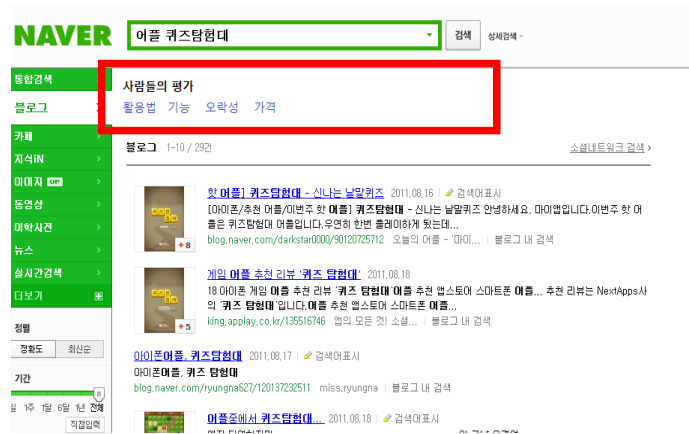 NAVER
어플 퀴즈탐험대
검색
상세검색
통합검색
블로그
카페
지식iN
이미지 UP
동영상
어학사전
뉴스
실시간검색
더보기
정렬
정확도 최신순
기간
1주 1달 6달 1년 전체
직접입력
사람들의 평가
활용법 기능 오락성 가격
블로그 1-10 / 29건
소셜네트워크 검색
핫 어플] 퀴즈탐험대 - 신나는 낱말퀴즈 2011.08.16 검색어표시
[아이폰/추천 어플/이번주 핫 어플] 퀴즈탐험대 - 신나는 낱말퀴즈 안녕하세요, 마이앱입니다.이번주 핫 어
플은 퀴즈탐험대 어플입니다.우연히 한번 플레이하게 됬는데...
blog.naver.com/darkstar0000/90120725712 오늘의 어플 - '마이... 블로그 내 검색
+8
게임 어플 추천 리뷰 '퀴즈 탐험대' 2011.08.18
18 아이폰 게임 어플 추천 리뷰 '퀴즈 탐험대'어플 추천 앱스토어 스마트폰 어플... 추천 리뷰는 NextApps사
의 '퀴즈 탐험대'입니다.어플 추천 앱스토어 스마트폰 어플...
king.applay.co.kr/135516746 앱의 모든 것! 소셜... 블로그 내 검색
+5
아이폰어플, 퀴즈탐험대 2011.08.17 검색어표시
아이폰어플, 퀴즈 탐험대
blog.naver.com/ryungna627/120137232511 miss.ryungna 블로그 내 검색
어플중에서 퀴즈탐험대... 2011.08.18 검색어표시